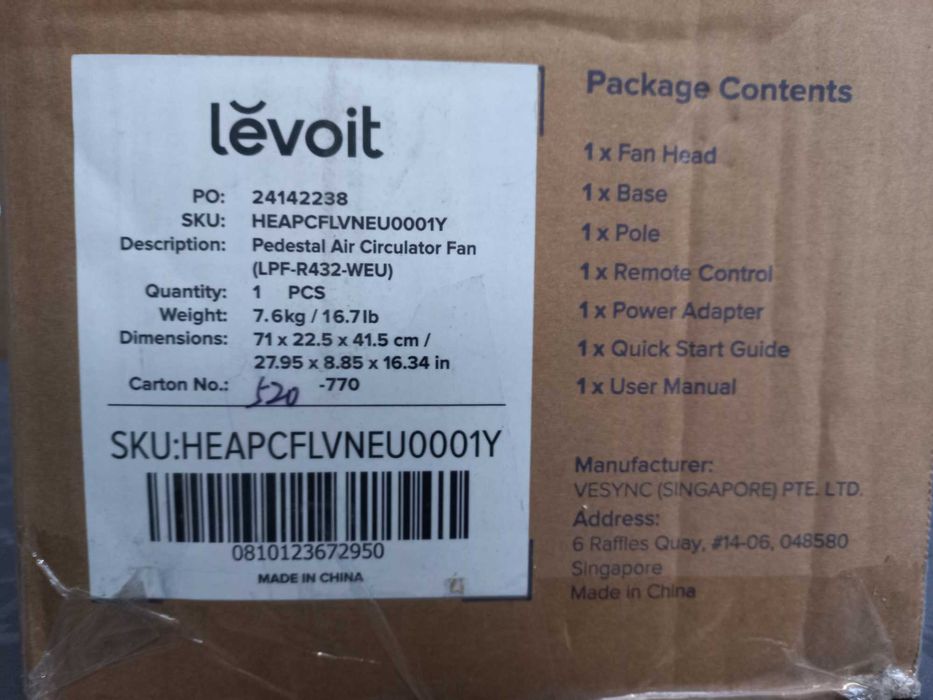 lĕvoit
PO: 24142238
SKU: HEAPCFLVNEU0001Y
Description: Pedestal Air Circulator Fan
(LPF-R432-WEU)
Quantity: 1 PCS
Weight: 7.6kg / 16.7lb
Dimensions: 71 x 22.5 x 41.5 cm /
27.95 x 8.85 x 16.34 in
Carton No.: 520 -770
SKU:HEAPCFLVNEU0001Y
0810123672950
MADE IN CHINA
Package Contents
1 x Fan Head
1 x Base
1 x Pole
1 x Remote Control
1 x Power Adapter
1 x Quick Start Guide
1 x User Manual
Manufacturer:
VESYNC (SINGAPORE) PTE. LTD.
Address:
6 Raffles Quay, #14-06, 048580
Singapore
Made in China